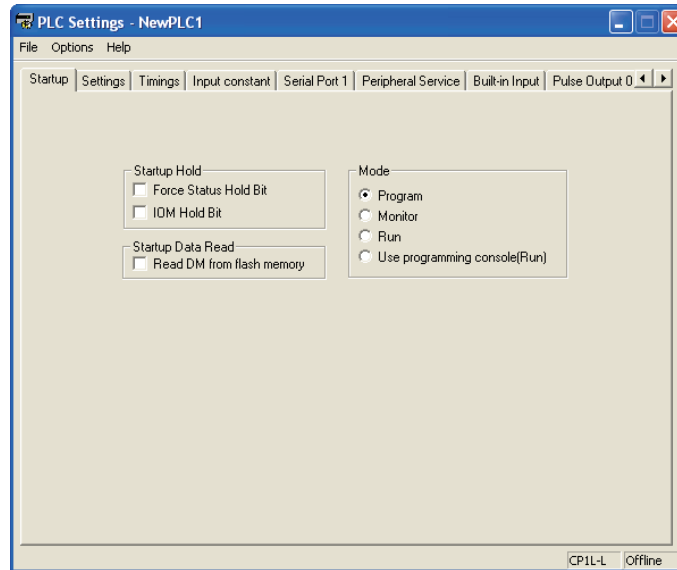 PLC Settings - NewPLC1
File Options Help
Startup Settings Timings Input constant Serial Port 1 Peripheral Service Built-in Input Pulse Output 0
Startup Hold
Force Status Hold Bit
IOM Hold Bit
Startup Data Read
Read DM from flash memory
Mode
Program
Monitor
Run
Use programming console(Run)
CP1L-L Offline